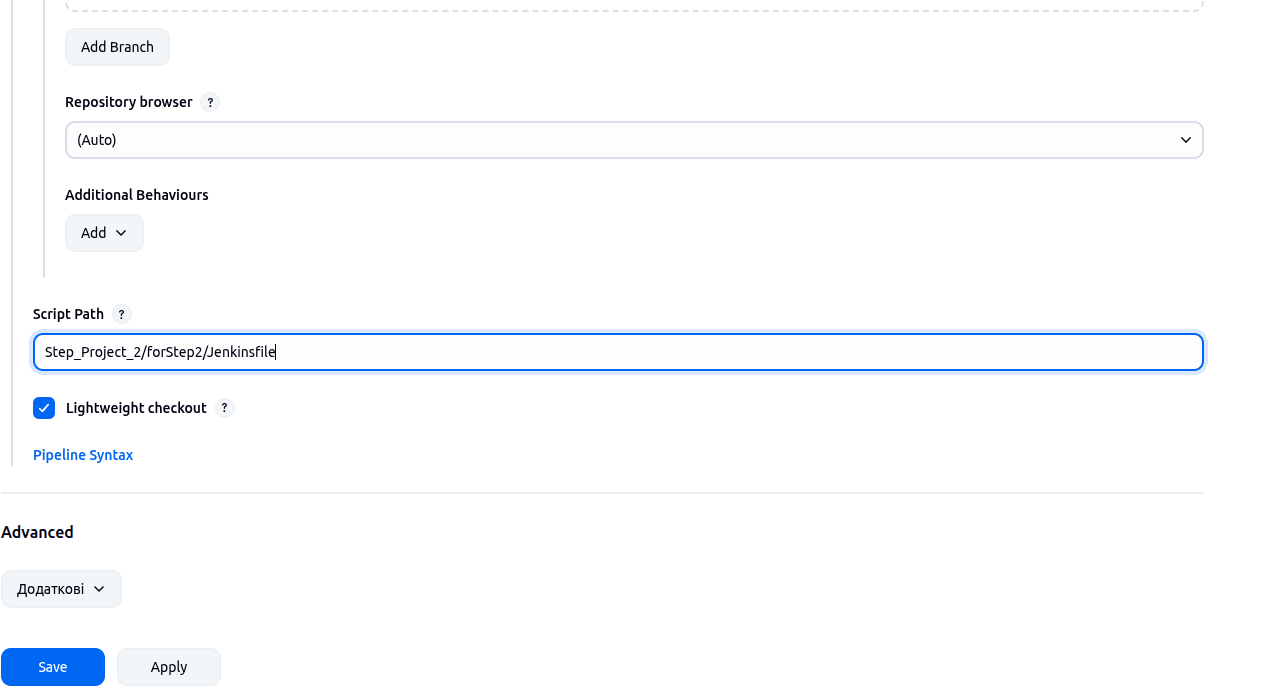 Add Branch
Repository browser ?
(Auto)
Additional Behaviours
Add
Script Path ?
Step_Project_2/forStep2/Jenkinsfile
Lightweight checkout ?
Pipeline Syntax
Advanced
Додаткові
Save Apply